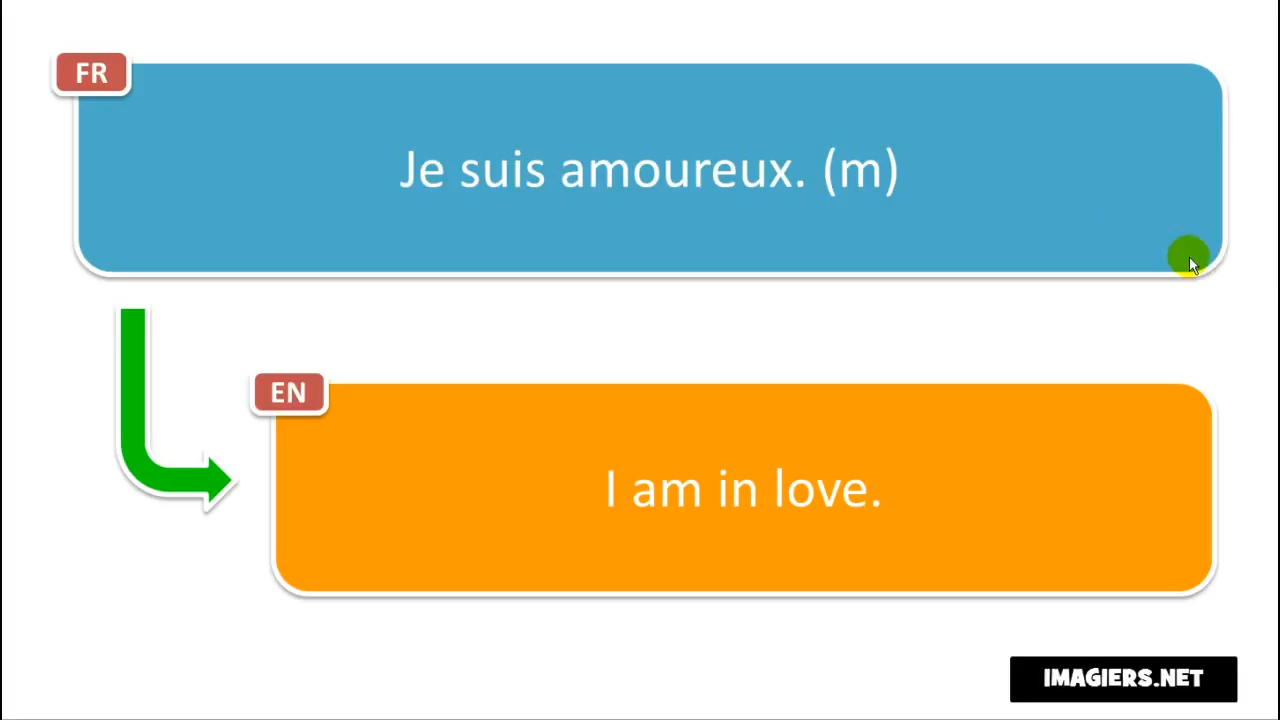 FR
Je suis amoureux. (m)
EN
I am in love.
IMAGIERS.NET